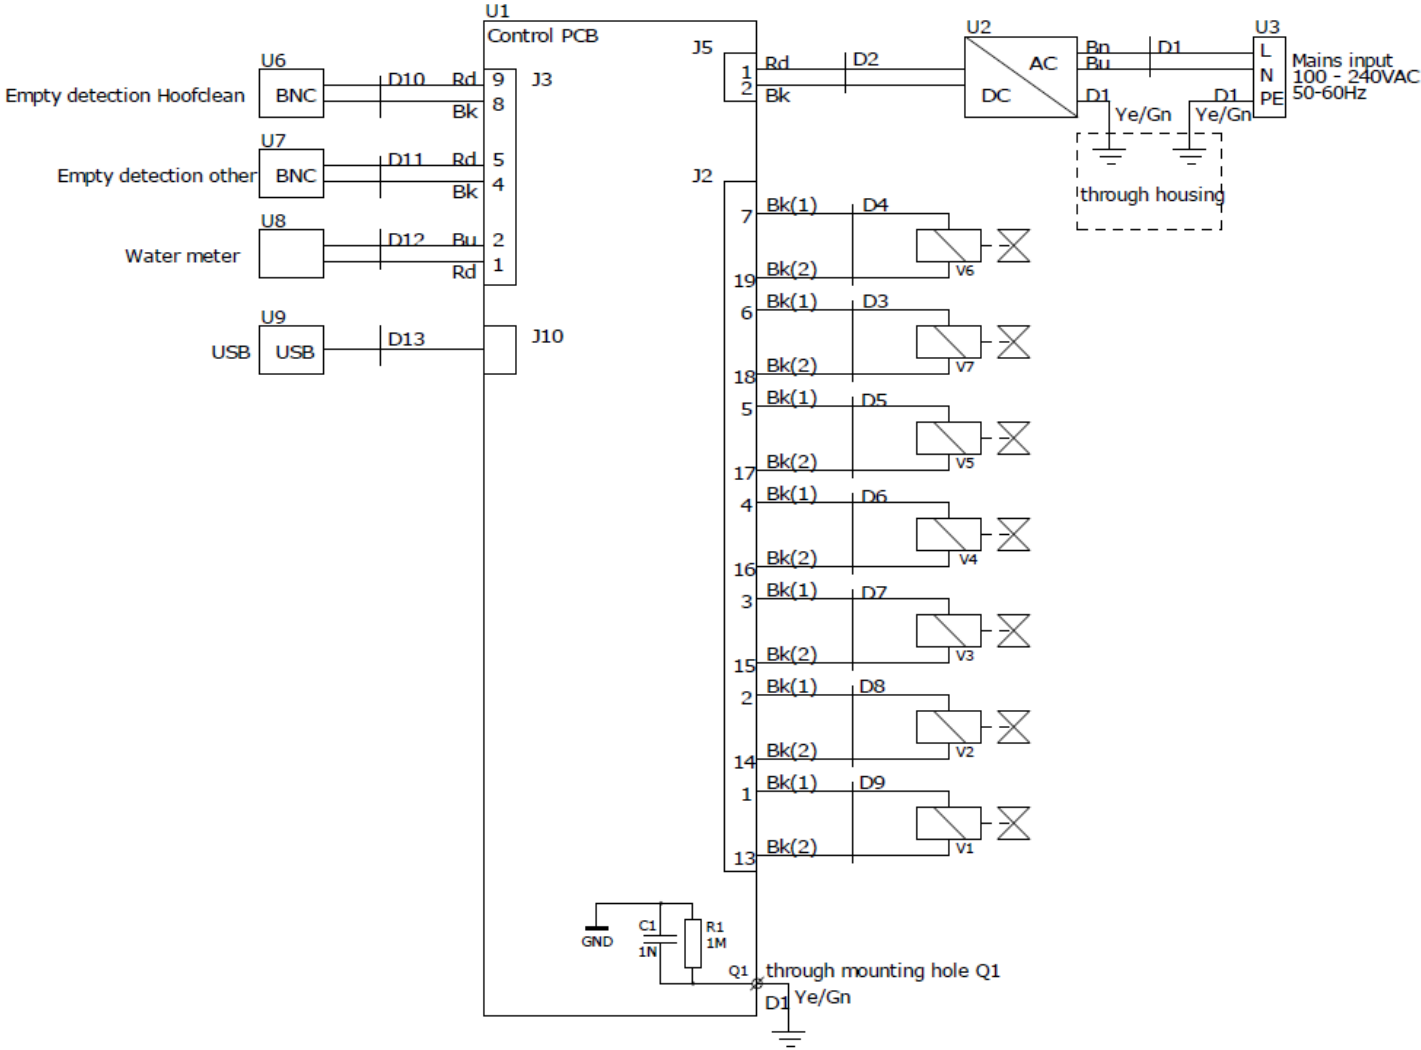 U1
Control PCB
U6
BNC
Empty detection Hoofclean
D10
Rd
Bk
9
8
J3
U7
BNC
Empty detection other
D11
Rd
Bk
5
4
U8
Water meter
D12
Bu
Rd
2
1
U9
USB
USB
D13
J10
J5
1
2
Rd
Bk
D2
U2
AC
DC
Bn
Bu
D1
D1
Ye/Gn
D1
Ye/Gn
U3
L
N
PE
Mains input
100 - 240VAC
50-60Hz
through housing
J2
7
Bk(1)
D4
19
Bk(2)
V6
6
Bk(1)
D3
18
Bk(2)
V7
5
Bk(1)
D5
17
Bk(2)
V5
4
Bk(1)
D6
16
Bk(2)
V4
3
Bk(1)
D7
15
Bk(2)
V3
2
Bk(1)
D8
14
Bk(2)
V2
1
Bk(1)
D9
13
Bk(2)
V1
GND
C1
1N
R1
1M
Q1
through mounting hole Q1
D1
Ye/Gn